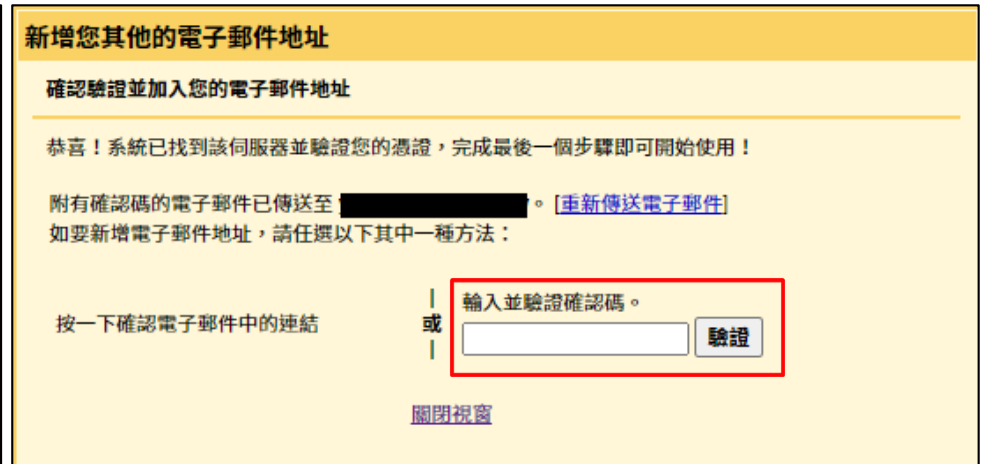 新增您其他的電子郵件地址
確認驗證並加入您的電子郵件地址
恭喜！系統已找到該伺服器並驗證您的憑證，完成最後一個步驟即可開始使用！
附有確認碼的電子郵件已傳送至 。 [重新傳送電子郵件]
如要新增電子郵件地址，請任選以下其中一種方法：
按一下確認電子郵件中的連結
|
或
|
輸入並驗證確認碼。
驗證
關閉視窗